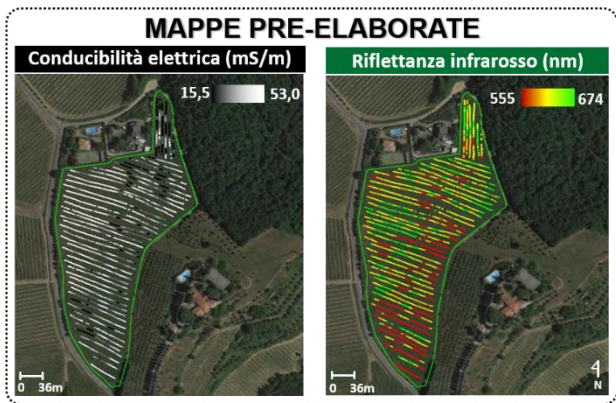 MAPPE PRE-ELABORATE
Conducibilità elettrica (mS/m)
15,5 53,0
0 36m
Riflettanza infrarosso (nm)
555 674
0 36m
N